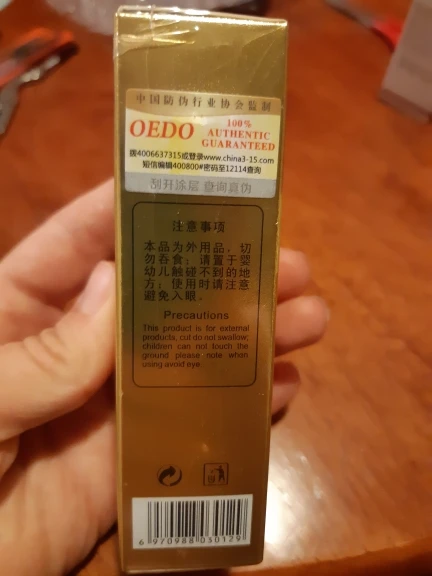 中国防伪行业协会监制
OEDO
100%
AUTHENTIC
GUARANTEED
拨4006637315或登录www.china3-15.com
短信编辑400800#密码至12114查询
刮开涂层 查询真伪
注意事项
本品为外用品，切
勿吞食；请置于婴
幼儿触碰不到的地
方；使用时请注意
避免入眼。
Precautions
This product is for external
products, cut do not swallow;
children can not touch the
ground please note when
using avoid eye.
6 970988 030129